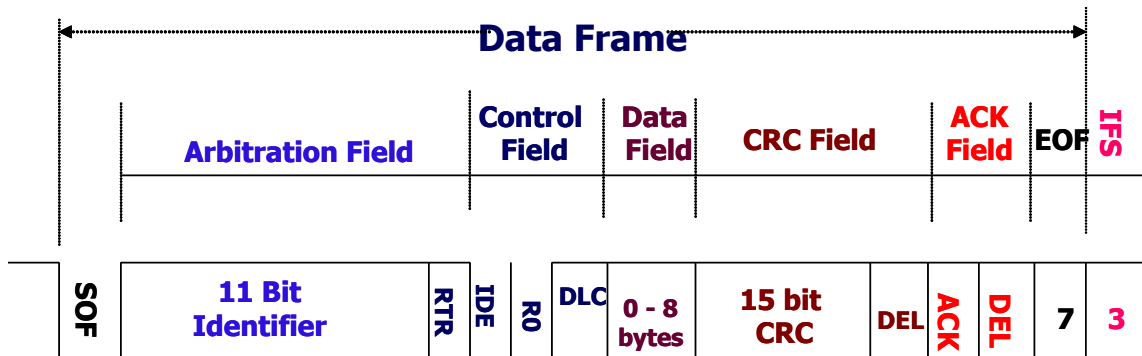 Data Frame
Arbitration Field
Control
Field
Data
Field
CRC Field
ACK
Field
EOF
IFS
SOF
11 Bit
Identifier
RTR
IDE
R0
DLC
0 - 8
bytes
15 bit
CRC
DEL
ACK
DEL
7
3